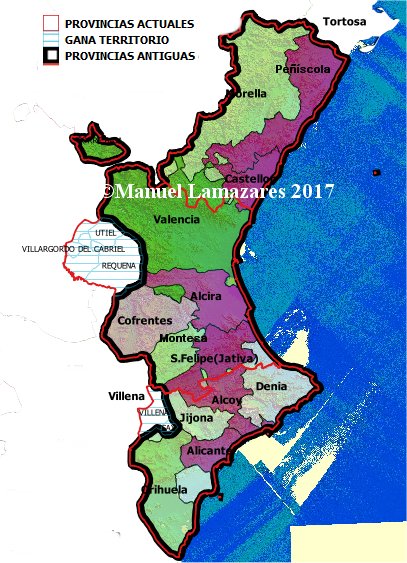 PROVINCIAS ACTUALES
GANA TERRITORIO
PROVINCIAS ANTIGUAS
Tortosa
Peñiscola
Morella
Castellon
©Manuel Lamazares 2017
Valencia
UTIEL
VILLARGORDO DEL CABRIEL
REQUENA
Alcira
Cofrentes
Montesa
S.Felipe(Jativa)
Denia
Villena
Alcoy
VILLENA
Jijona
Alicante
Orihuela